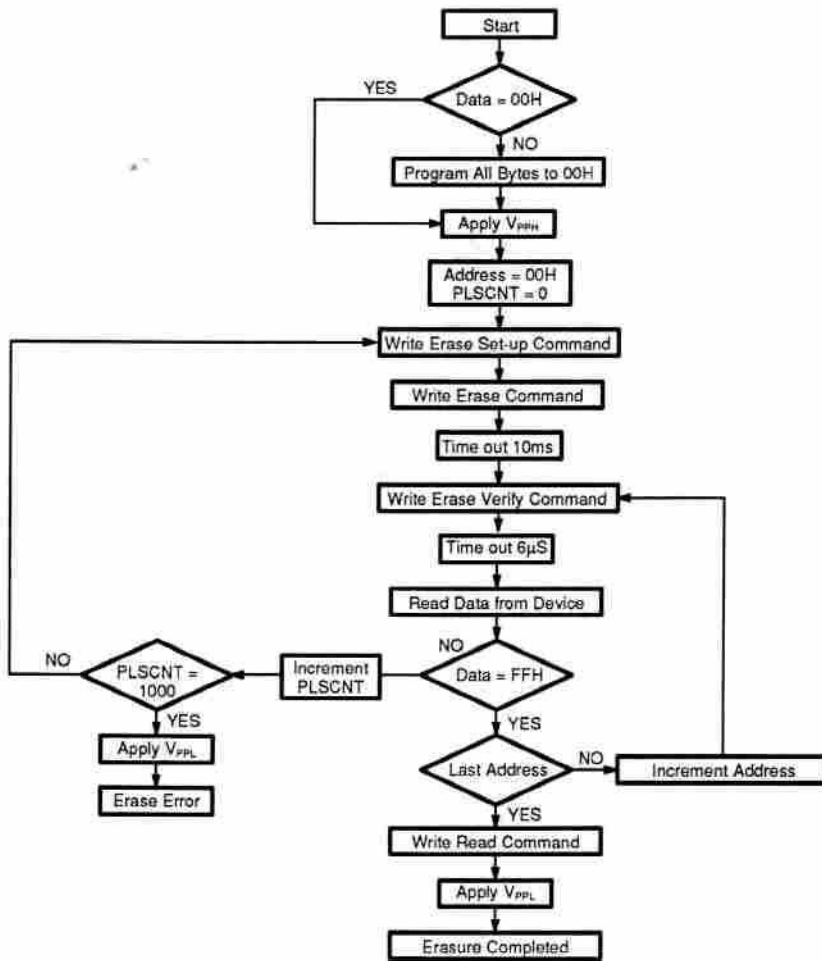 Start
YES
Data = 00H
NO
Program All Bytes to 00H
Apply VPPH
Address = 00H
PLSCNT = 0
Write Erase Set-up Command
Write Erase Command
Time out 10ms
Write Erase Verify Command
Time out 6µS
Read Data from Device
NO
Data = FFH
Increment
PLSCNT
NO
PLSCNT =
1000
YES
Apply VPPL
Erase Error
YES
Last Address
NO
Increment Address
YES
Write Read Command
Apply VPPL
Erasure Completed